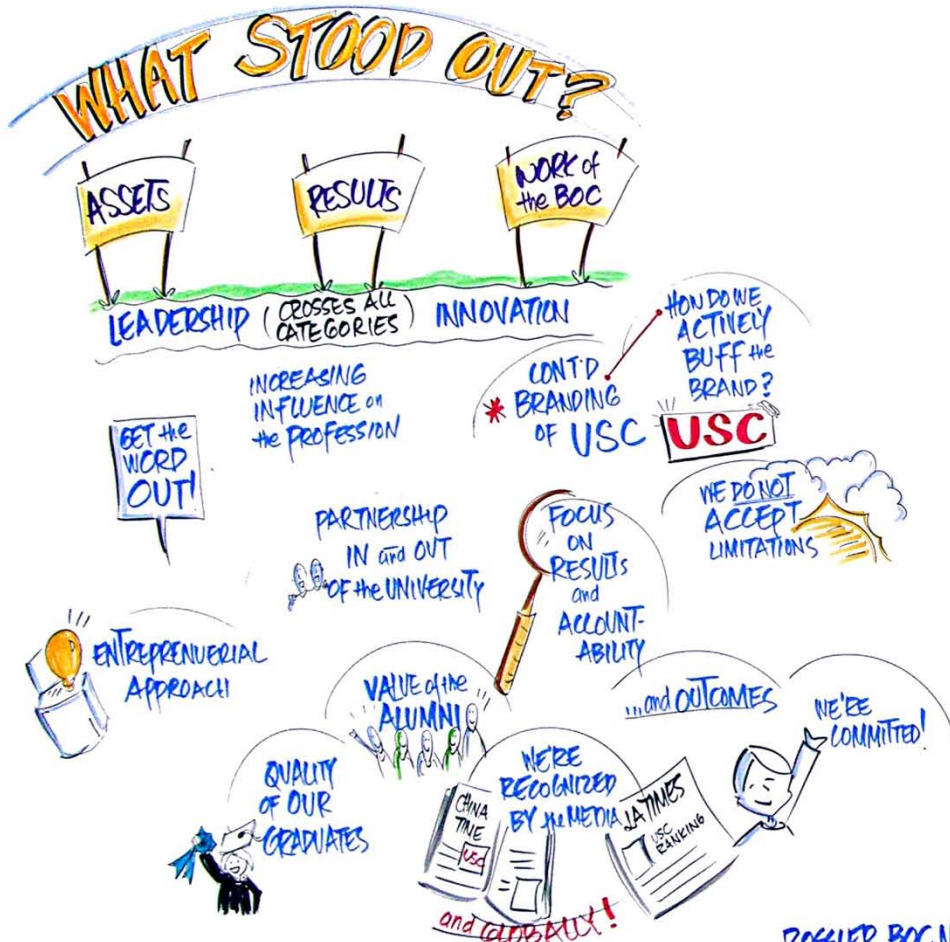 WHAT STOOD OUT?
ASSETS
RESULTS
WORK of
the BOC
LEADERSHIP
(CROSSES ALL
CATEGORIES)
INNOVATION
HOW DO WE
ACTIVELY
BUFF the
BRAND?
INCREASING
INFLUENCE on
the PROFESSION
* CONT'D
BRANDING
OF USC
USC
GET the
WORD
OUT!
WE DO NOT
ACCEPT
LIMITATIONS
PARTNERSHIP
IN and OUT
OF the UNIVERSITY
FOCUS
ON
RESULTS
and
ACCOUNT-
ABILITY
ENTREPRENUERIAL
APPROACH
VALUE of the
ALUMNI
...and OUTCOMES
WE'RE
COMMITTED!
QUALITY
OF OUR
GRADUATES
WE'RE
RECOGNIZED
BY the MEDIA
CHINA
TIME
USC
LA TIMES
USC
RANKING
and GLOBALLY!
ROSSIER BOC